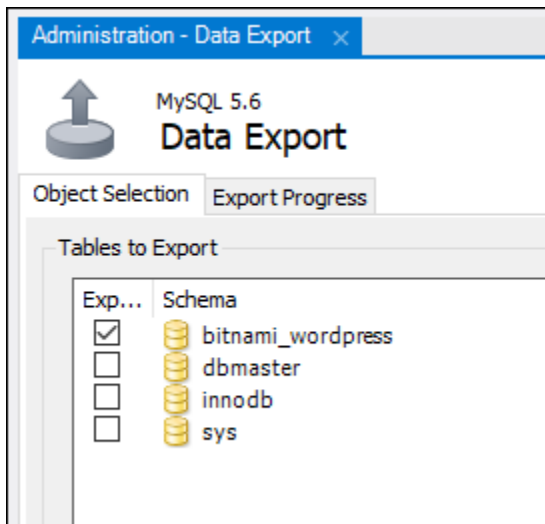 Administration - Data Export ×
MySQL 5.6
Data Export
Object Selection Export Progress
Tables to Export
Exp... Schema
bitnami_wordpress
dbmaster
innodb
sys